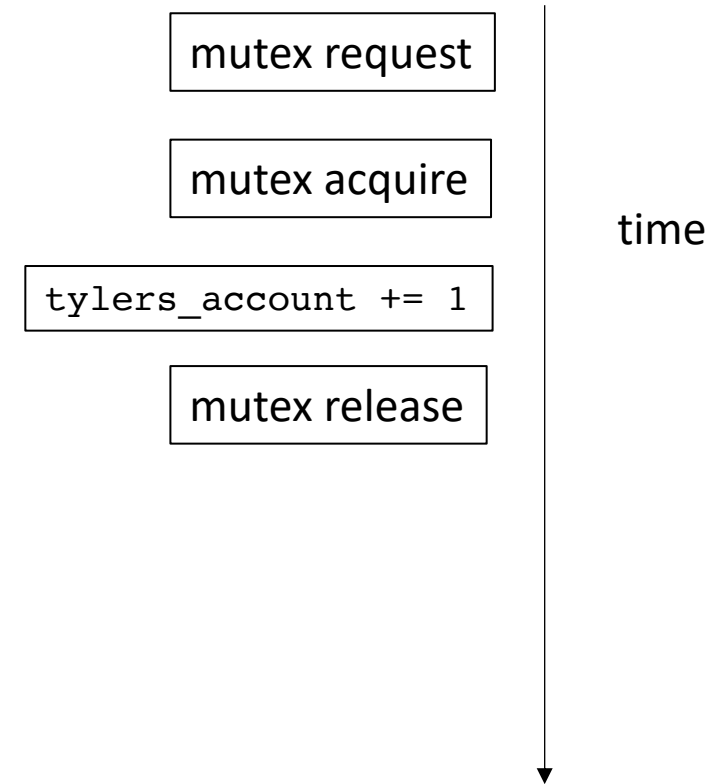 mutex request
mutex acquire
time
tylers_account += 1
mutex release